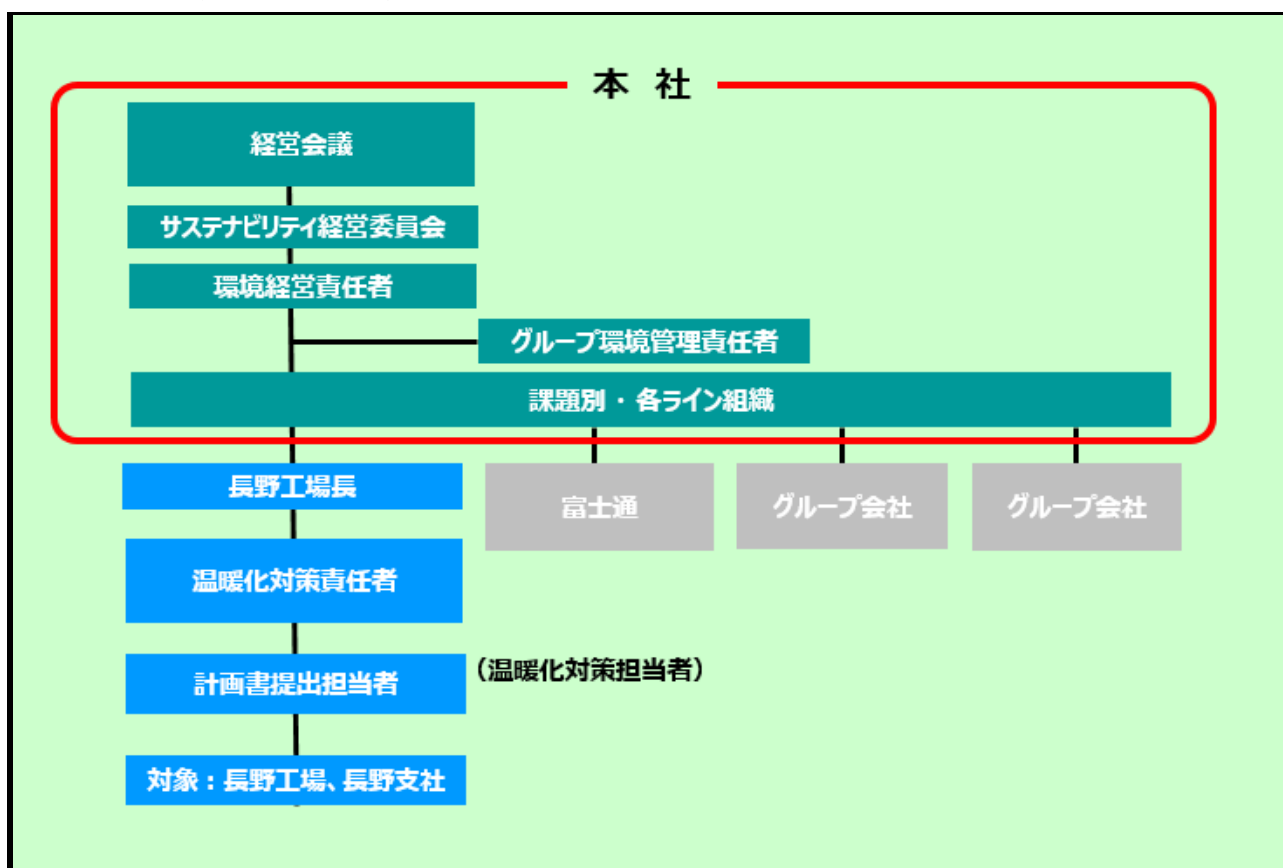 本 社
経営会議
サステナビリティ経営委員会
環境経営責任者
グループ環境管理責任者
課題別・各ライン組織
長野工場長
富士通
グループ会社
グループ会社
温暖化対策責任者
計画書提出担当者
(温暖化対策担当者)
対象:長野工場、長野支社